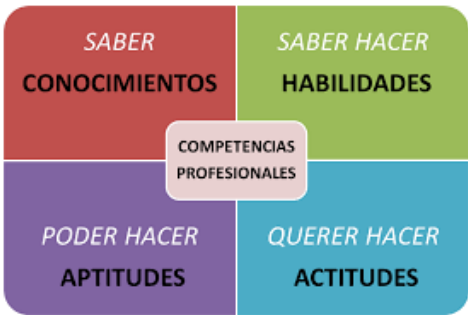 SABER
CONOCIMIENTOS
SABER HACER
HABILIDADES
COMPETENCIAS
PROFESIONALES
PODER HACER
APTITUDES
QUERER HACER
ACTITUDES